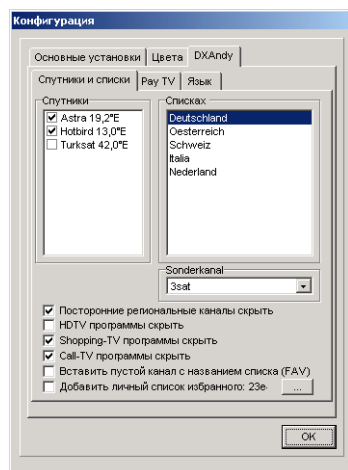 Конфигурация
Основные установки Цвета DXAndy
Спутники и списки Pay TV Язык
Спутники
Astra 19,2°E
Hotbird 13,0°E
Turksat 42,0°E
Списках
Deutschland
Oesterreich
Schweiz
Italia
Nederland
Sonderkanal
3sat
Посторонние региональные каналы скрыть
HDTV программы скрыть
Shopping-TV программы скрыть
Call-TV программы скрыть
Вставить пустой канал с названием списка (FAV)
Добавить личный список избранного: 23e- ...
OK